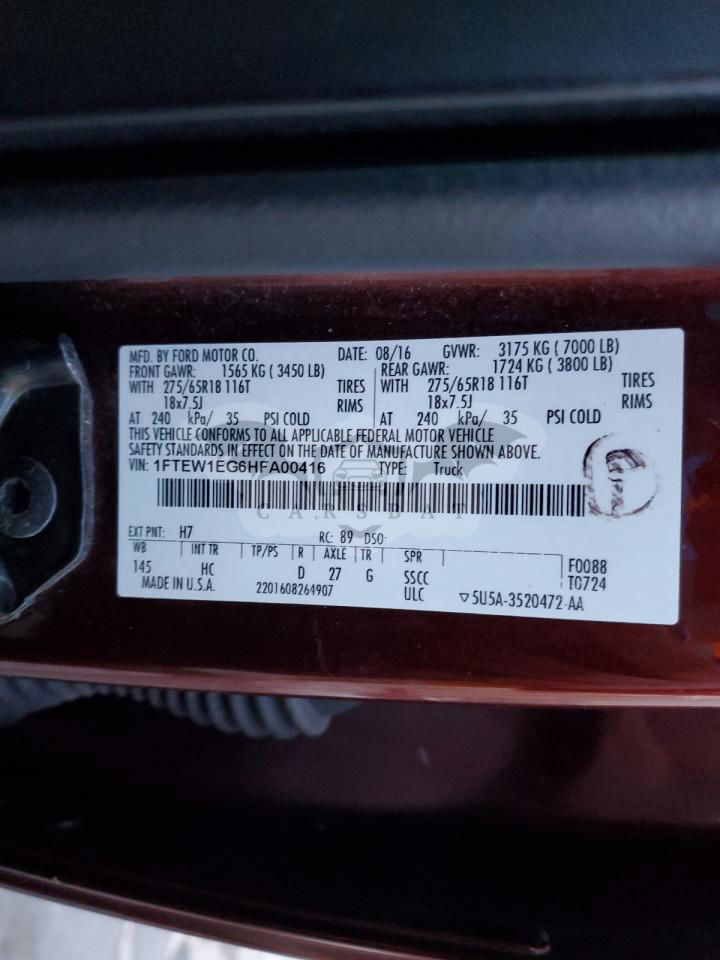 MFD. BY FORD MOTOR CO. DATE: 08/16 GVWR: 3175 KG ( 7000 LB)
FRONT GAWR: 1565 KG ( 3450 LB) REAR GAWR: 1724 KG ( 3800 LB)
WITH 275/65R18 116T TIRES WITH 275/65R18 116T TIRES
18x7.5J RIMS 18x7.5J RIMS
AT 240 kPa/ 35 PSI COLD AT 240 kPa/ 35 PSI COLD
THIS VEHICLE CONFORMS TO ALL APPLICABLE FEDERAL MOTOR VEHICLE
SAFETY STANDARDS IN EFFECT ON THE DATE OF MANUFACTURE SHOWN ABOVE.
VIN: 1FTEW1EG6HFA00416 TYPE: Truck
CARSBAT
EXT PNT: H7 RC: 89 DSO:
WB INT TR TP/PS R AXLE TR SPR F0088
145 HC D 27 G SSCC T0724
MADE IN U.S.A. 2201608264907 ULC ▽5U5A-3520472-AA